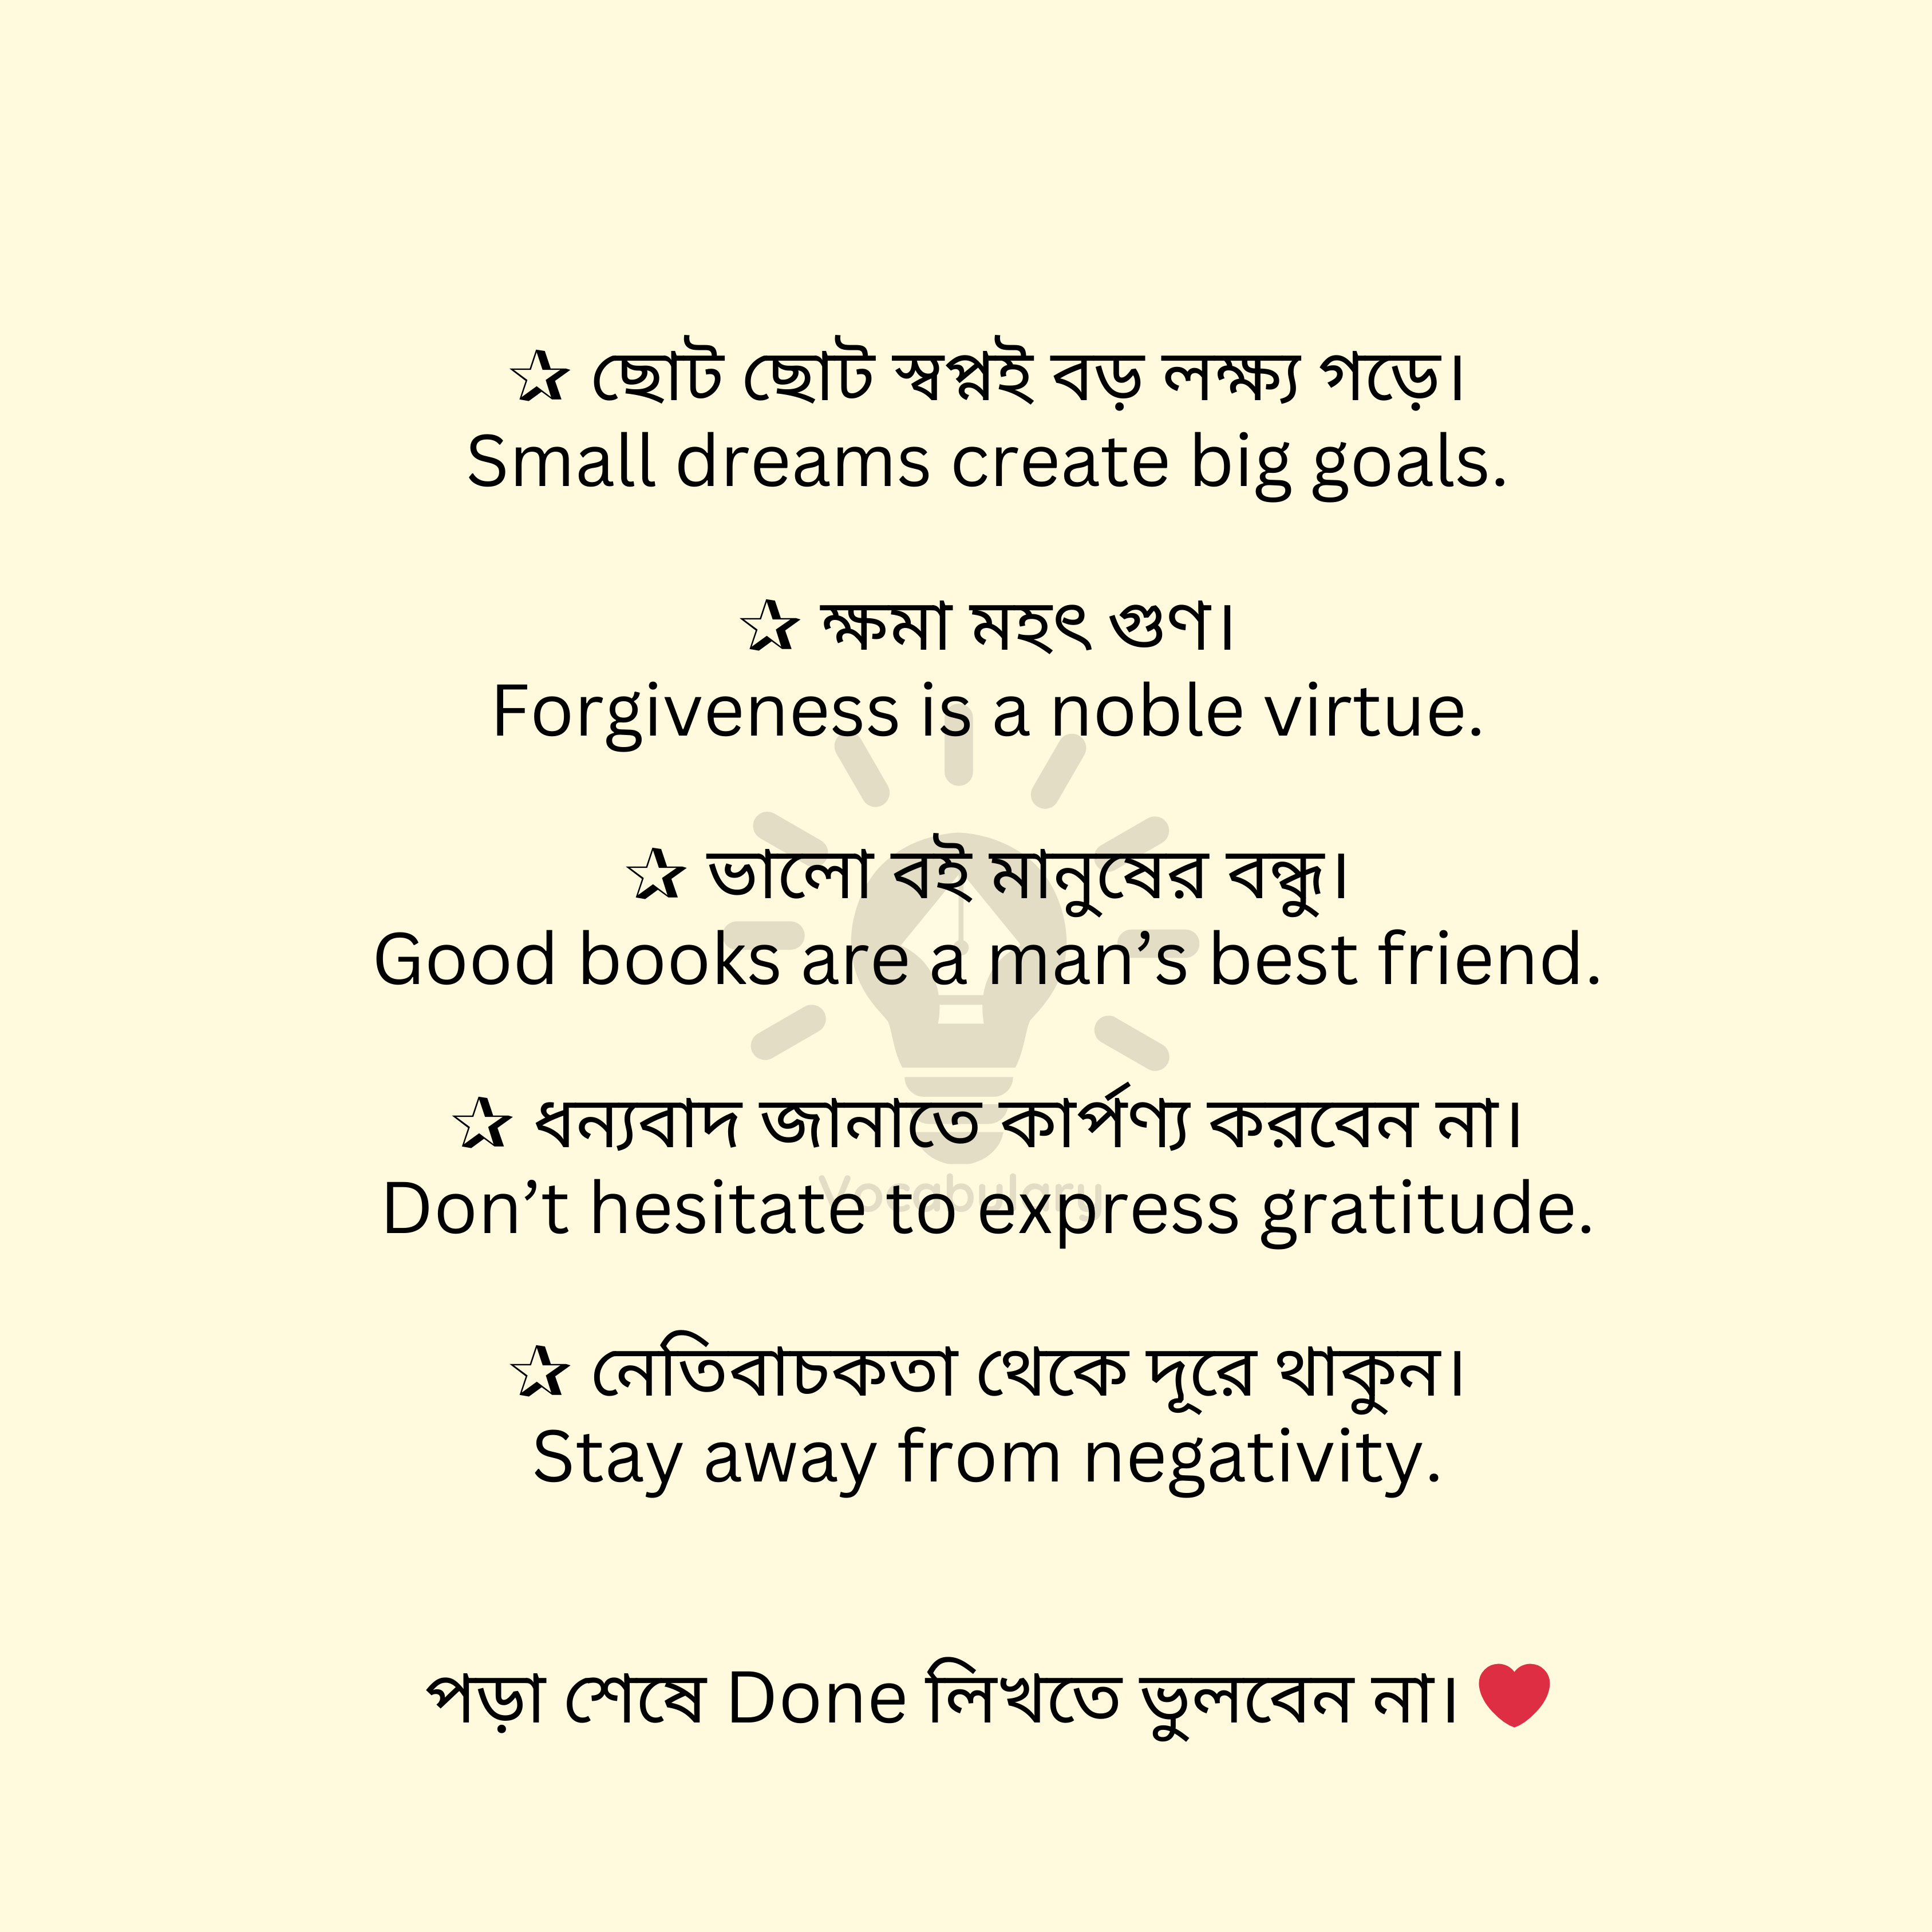 ☆ ছোট ছোট স্বপ্নই বড় লক্ষ্য গড়ে।
Small dreams create big goals.
☆ ক্ষমা মহৎ গুণ।
Forgiveness is a noble virtue.
☆ ভালো বই মানুষের বন্ধু।
Good books are a man’s best friend.
☆ ধন্যবাদ জানাতে কার্পণ্য করবেন না।
Don’t hesitate to express gratitude.
Vocabulary
☆ নেতিবাচকতা থেকে দূরে থাকুন।
Stay away from negativity.
পড়া শেষে Done লিখতে ভুলবেন না। ❤